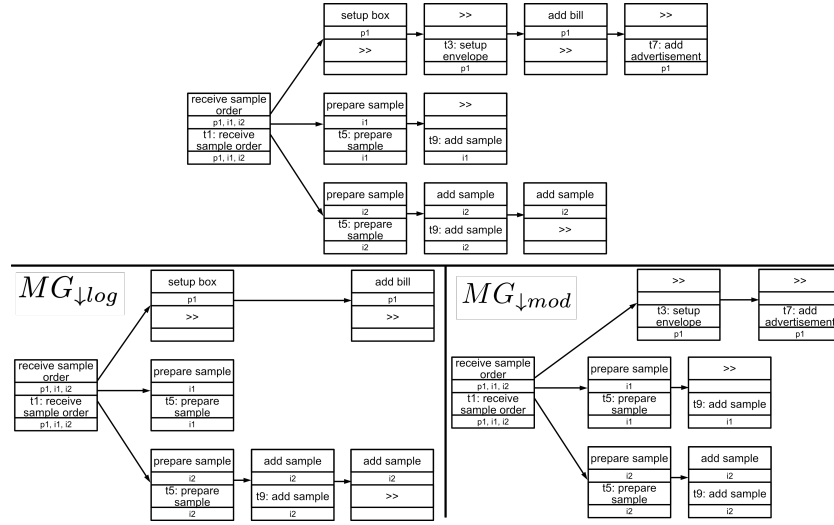 setup box
p1
>>
>>
t3: setup
envelope
p1
add bill
p1
>>
>>
t7: add
advertisement
p1
receive sample
order
p1, i1, i2
t1: receive
sample order
p1, i1, i2
prepare sample
i1
t5: prepare
sample
i1
>>
t9: add sample
i1
prepare sample
i2
t5: prepare
sample
i2
add sample
i2
t9: add sample
i2
add sample
i2
>>
MG↓log
setup box
p1
>>
add bill
p1
>>
receive sample
order
p1, i1, i2
t1: receive
sample order
p1, i1, i2
prepare sample
i1
t5: prepare
sample
i1
prepare sample
i2
t5: prepare
sample
i2
add sample
i2
t9: add sample
i2
add sample
i2
>>
MG↓mod
>>
t3: setup
envelope
p1
>>
t7: add
advertisement
p1
receive sample
order
p1, i1, i2
t1: receive
sample order
p1, i1, i2
prepare sample
i1
t5: prepare
sample
i1
>>
t9: add sample
i1
prepare sample
i2
t5: prepare
sample
i2
add sample
i2
t9: add sample
i2